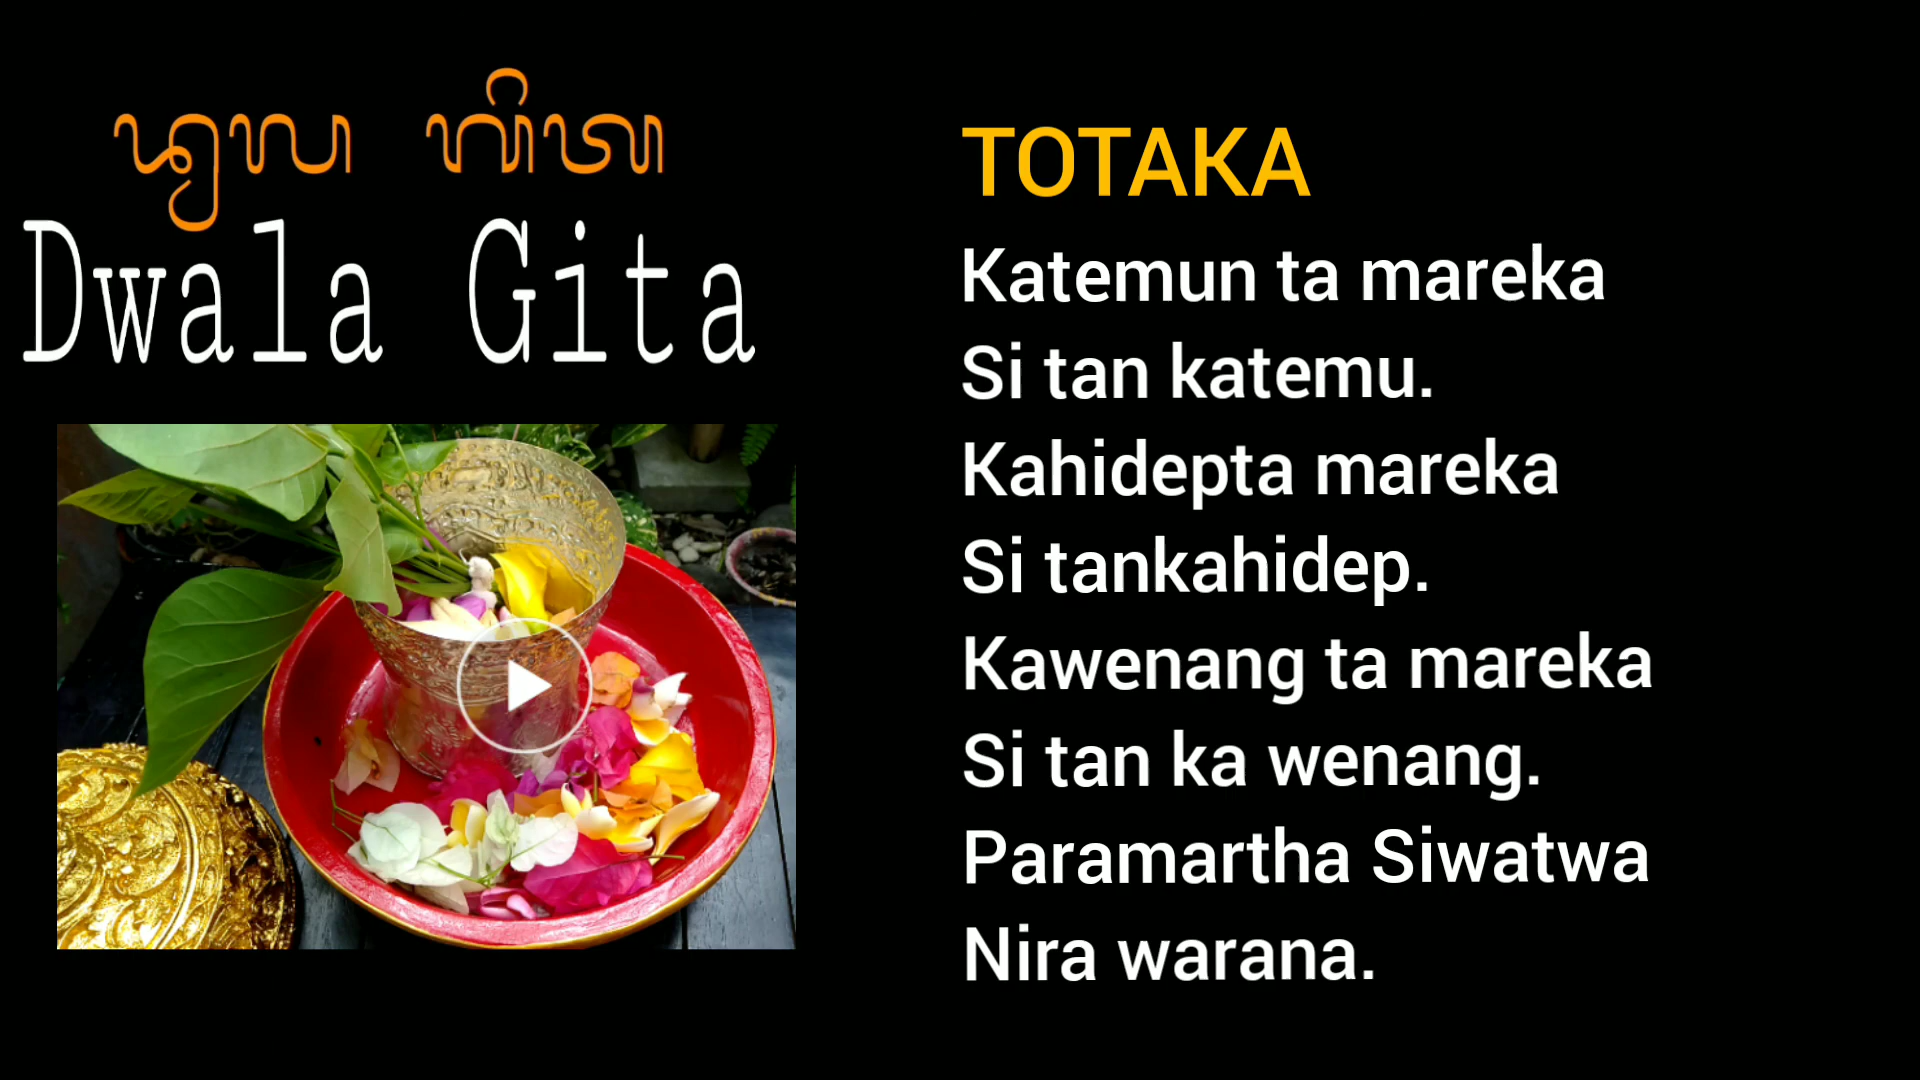 ᬤ᭄ᬯᬮ ᬕᬷᬢᬵ
Dwala Gita
TOTAKA
Katemun ta mareka
Si tan katemu.
Kahidepta mareka
Si tankahidep.
Kawenang ta mareka
Si tan ka wenang.
Paramartha Siwatwa
Nira warana.